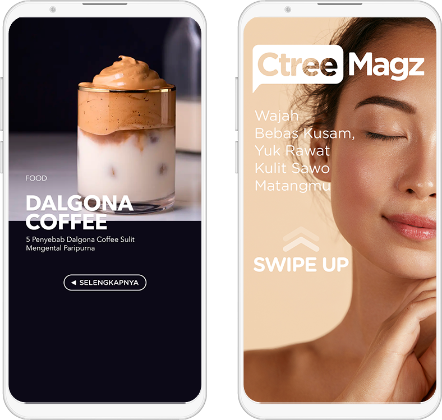 FOOD
DALGONA
COFFEE
5 Penyebab Dalgona Coffee Sulit
Mengental Paripurna
◄ SELENGKAPNYA
Ctree Magz
Wajah
Bebas Kusam,
Yuk Rawat
Kulit Sawo
Matangmu
SWIPE UP